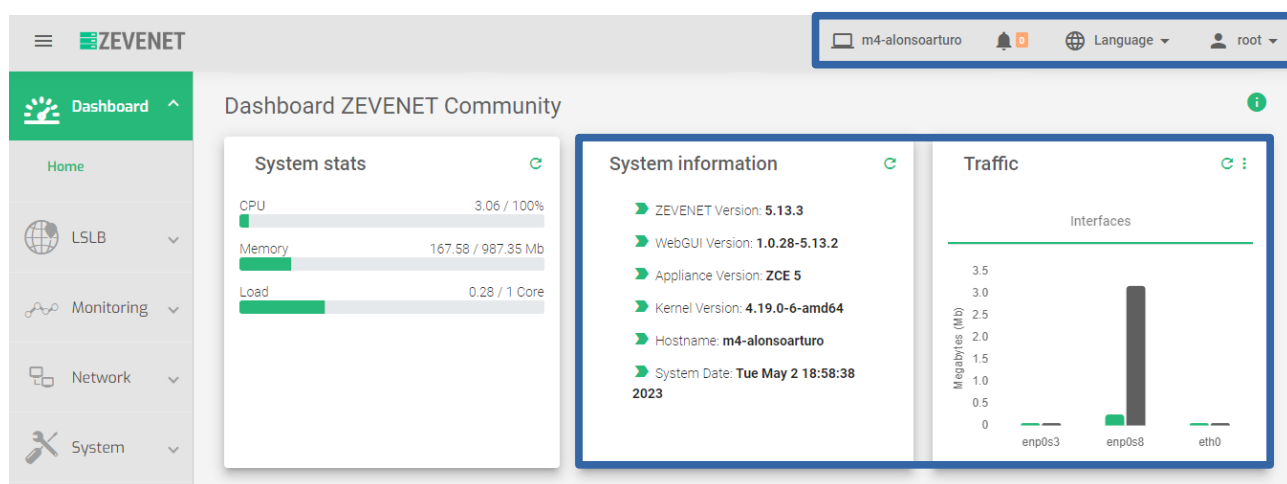 ZEVENET
m4-alonsoarturo
0
Language
root
Dashboard
Home
LSLB
Monitoring
Network
System
Dashboard ZEVENET Community
i
System stats
CPU 3.06 / 100%
Memory 167.58 / 987.35 Mb
Load 0.28 / 1 Core
System information
ZEVENET Version: 5.13.3
WebGUI Version: 1.0.28-5.13.2
Appliance Version: ZCE 5
Kernel Version: 4.19.0-6-amd64
Hostname: m4-alonsoarturo
System Date: Tue May 2 18:58:38
2023
Traffic
Interfaces
Megabytes (Mb)
3.5
3.0
2.5
2.0
1.5
1.0
0.5
0
enp0s3 enp0s8 eth0